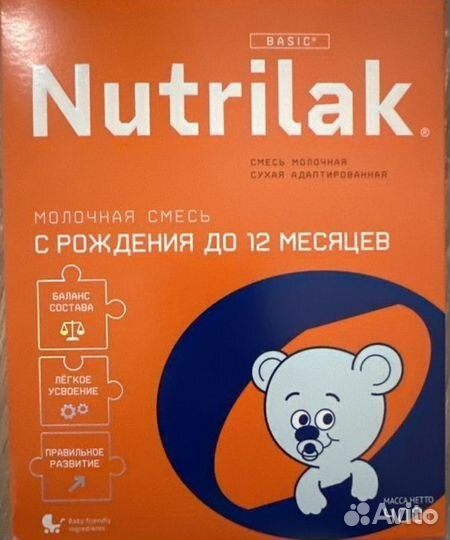 BASIC®
Nutrilak®
СМЕСЬ МОЛОЧНАЯ
СУХАЯ АДАПТИРОВАННАЯ
МОЛОЧНАЯ СМЕСЬ
С РОЖДЕНИЯ ДО 12 МЕСЯЦЕВ
БАЛАНС
СОСТАВА
ЛЁГКОЕ
УСВОЕНИЕ
ПРАВИЛЬНОЕ
РАЗВИТИЕ
Baby-friendly
ingredients
МАССА НЕТТО
Avito